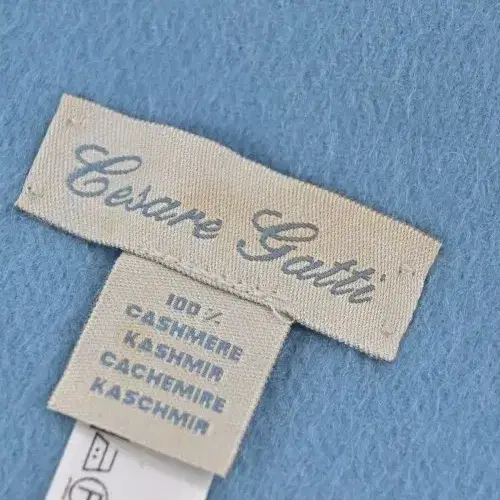 Cesare Gatti
100%
CASHMERE
KASHMIR
CACHEMIRE
KASCHMIR